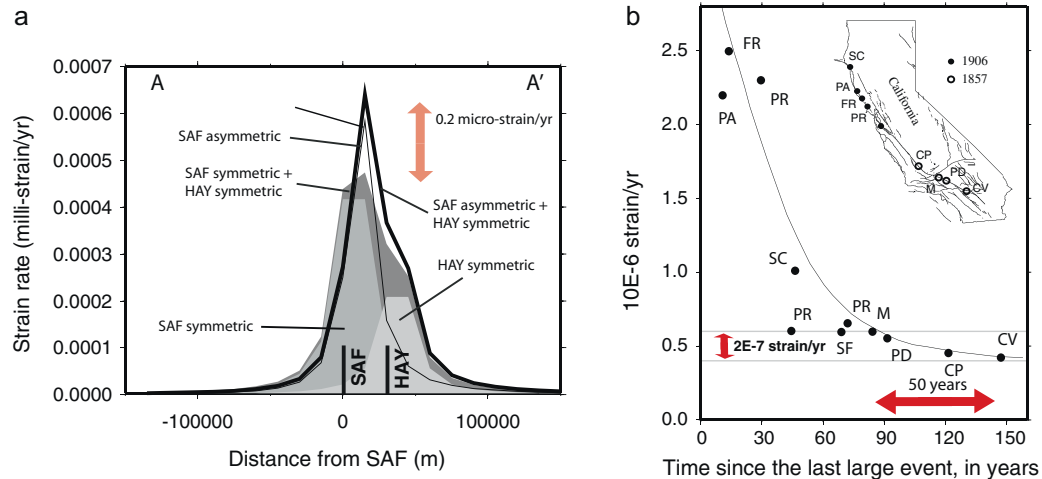 a
Strain rate (milli-strain/yr)
0.0007
0.0006
0.0005
0.0004
0.0003
0.0002
0.0001
0.0000
A
A'
SAF asymmetric
SAF symmetric +
HAY symmetric
0.2 micro-strain/yr
SAF asymmetric +
HAY symmetric
HAY symmetric
SAF symmetric
SAF
HAY
-100000
0
100000
Distance from SAF (m)
b
10E-6 strain/yr
2.5
2.0
1.5
1.0
0.5
0.0
FR
PA
PR
SC
PR
SF
PR
M
PD
CP
CV
2E-7 strain/yr
50 years
SC
PA
FR
PR
California
CP
PD
M
CV
1906
1857
0
30
60
90
120
150
Time since the last large event, in years